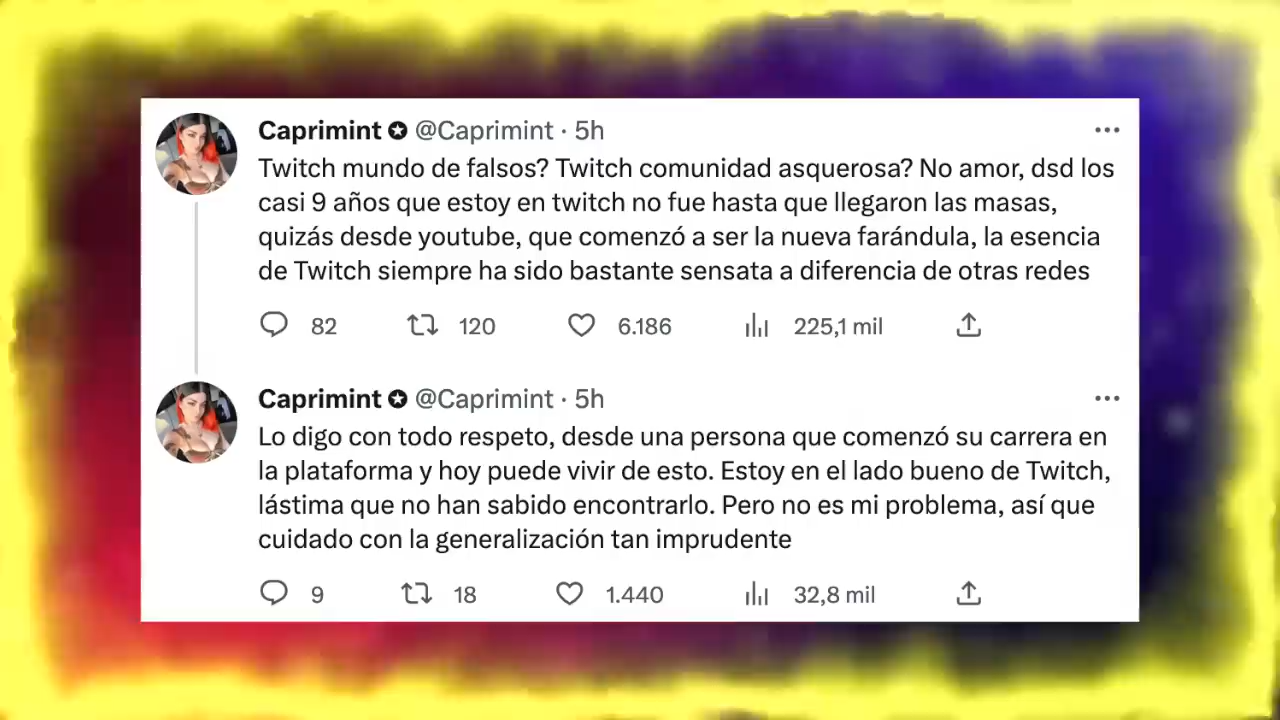 Caprimint @Caprimint · 5h
Twitch mundo de falsos? Twitch comunidad asquerosa? No amor, dsd los
casi 9 años que estoy en twitch no fue hasta que llegaron las masas,
quizás desde youtube, que comenzó a ser la nueva farándula, la esencia
de Twitch siempre ha sido bastante sensata a diferencia de otras redes
82 120 6.186 225,1 mil
Caprimint @Caprimint · 5h
Lo digo con todo respeto, desde una persona que comenzó su carrera en
la plataforma y hoy puede vivir de esto. Estoy en el lado bueno de Twitch,
lástima que no han sabido encontrarlo. Pero no es mi problema, así que
cuidado con la generalización tan imprudente
9 18 1.440 32,8 mil